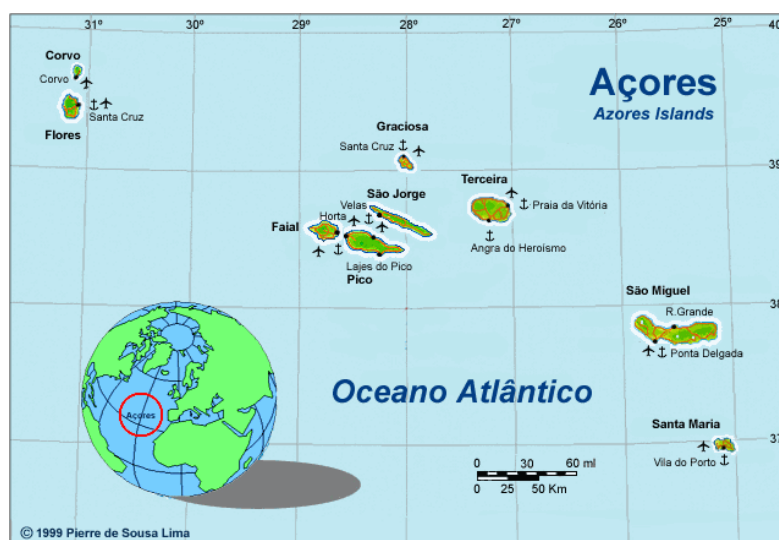 31° 30° 29° 28° 27° 26° 25° 40
Corvo
Corvo
Santa Cruz
Flores
Açores
Azores Islands
Graciosa
Santa Cruz
39
Terceira
São Jorge
Velas
Praia da Vitória
Faial
Horta
Angra do Heroísmo
Lajes do Pico
Pico
São Miguel
38
R.Grande
Ponta Delgada
Açores
Oceano Atlântico
Santa Maria
37
Vila do Porto
0 30 60 ml
0 25 50 Km
© 1999 Pierre de Sousa Lima